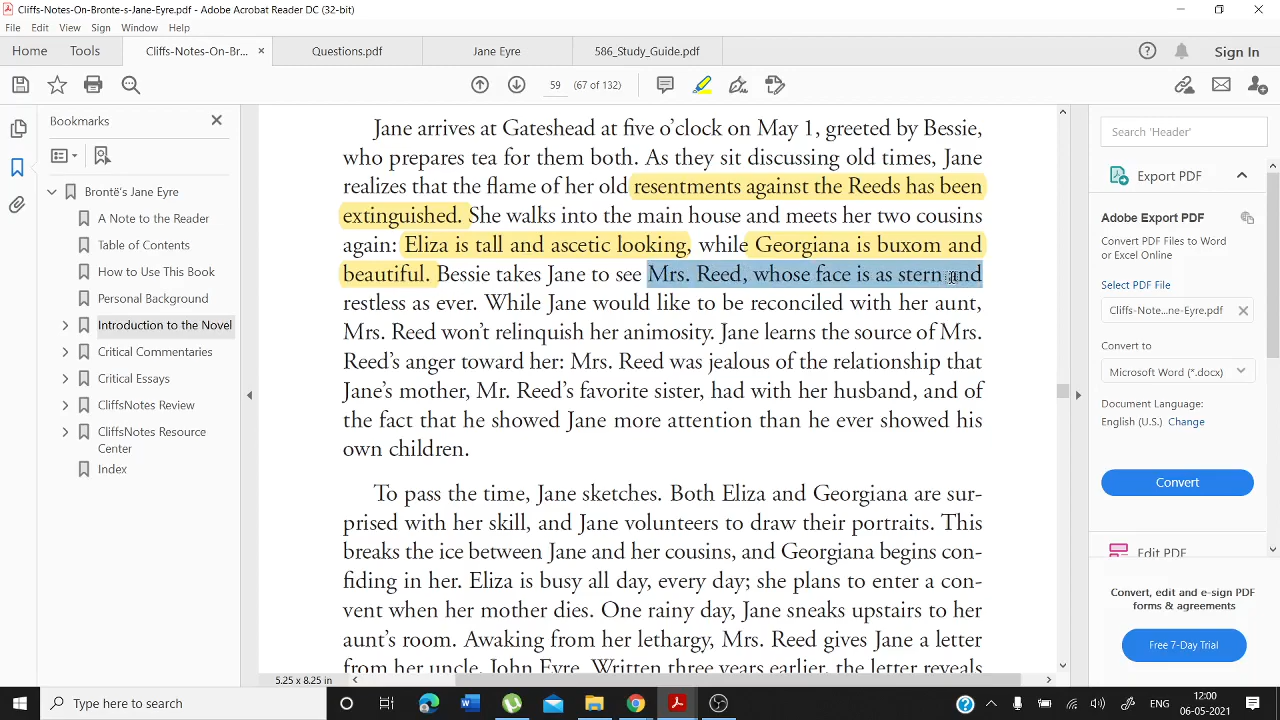 Cliffs-Notes-On-Bronte-s-Jane-Eyre.pdf - Adobe Acrobat Reader DC (32-bit)
File Edit View Sign Window Help
Home Tools Cliffs-Notes-On-Br... × Questions.pdf Jane Eyre 586_Study_Guide.pdf Sign In
59 (67 of 132)
Bookmarks
Brontë's Jane Eyre
A Note to the Reader
Table of Contents
How to Use This Book
Personal Background
Introduction to the Novel
Critical Commentaries
Critical Essays
CliffsNotes Review
CliffsNotes Resource
Center
Index
Jane arrives at Gateshead at five o'clock on May 1, greeted by Bessie,
who prepares tea for them both. As they sit discussing old times, Jane
realizes that the flame of her old resentments against the Reeds has been
extinguished. She walks into the main house and meets her two cousins
again: Eliza is tall and ascetic looking, while Georgiana is buxom and
beautiful. Bessie takes Jane to see Mrs. Reed, whose face is as stern and
restless as ever. While Jane would like to be reconciled with her aunt,
Mrs. Reed won't relinquish her animosity. Jane learns the source of Mrs.
Reed's anger toward her: Mrs. Reed was jealous of the relationship that
Jane's mother, Mr. Reed's favorite sister, had with her husband, and of
the fact that he showed Jane more attention than he ever showed his
own children.
To pass the time, Jane sketches. Both Eliza and Georgiana are sur-
prised with her skill, and Jane volunteers to draw their portraits. This
breaks the ice between Jane and her cousins, and Georgiana begins con-
fiding in her. Eliza is busy all day, every day; she plans to enter a con-
vent when her mother dies. One rainy day, Jane sneaks upstairs to her
aunt's room. Awaking from her lethargy, Mrs. Reed gives Jane a letter
from her uncle, John Eyre. Written three years earlier, the letter reveals
5.25 x 8.25 in
Search 'Header'
Export PDF
Adobe Export PDF
Convert PDF Files to Word
or Excel Online
Select PDF File
Cliffs-Note...ne-Eyre.pdf
Convert to
Microsoft Word (*.docx)
Document Language:
English (U.S.) Change
Convert
Edit PDF
Convert, edit and e-sign PDF
forms & agreements
Free 7-Day Trial
Type here to search
ENG
12:00
06-05-2021